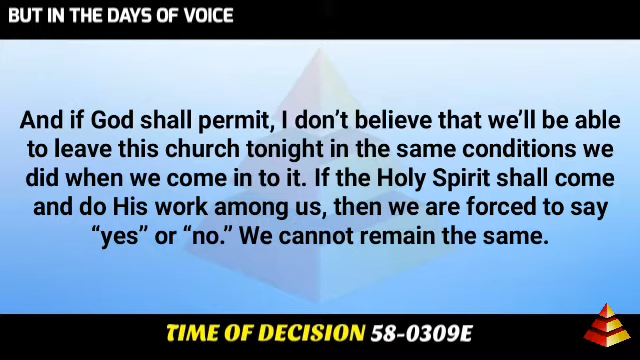 BUT IN THE DAYS OF VOICE
And if God shall permit, I don’t believe that we’ll be able
to leave this church tonight in the same conditions we
did when we come in to it. If the Holy Spirit shall come
and do His work among us, then we are forced to say
“yes” or “no.” We cannot remain the same.
TIME OF DECISION 58-0309E